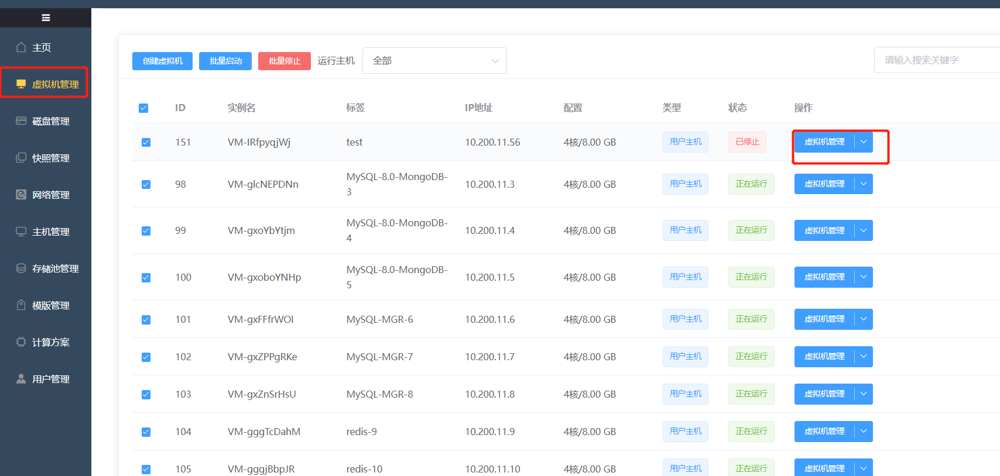 主页
虚拟机管理
磁盘管理
快照管理
网络管理
主机管理
存储池管理
模版管理
计算方案
用户管理
创建虚拟机 批量启动 批量停止 运行主机 全部 请输入搜索关键字
ID 实例名 标签 IP地址 配置 类型 状态 操作
151 VM-IRfpyqjWj test 10.200.11.56 4核/8.00 GB 用户主机 已停止 虚拟机管理
98 VM-glcNEPDNn MySQL-8.0-MongoDB-3 10.200.11.3 4核/8.00 GB 用户主机 正在运行 虚拟机管理
99 VM-gxoYbYtjm MySQL-8.0-MongoDB-4 10.200.11.4 4核/8.00 GB 用户主机 正在运行 虚拟机管理
100 VM-gxoboYNHp MySQL-8.0-MongoDB-5 10.200.11.5 4核/8.00 GB 用户主机 正在运行 虚拟机管理
101 VM-gxFFfrWOI MySQL-MGR-6 10.200.11.6 4核/8.00 GB 用户主机 正在运行 虚拟机管理
102 VM-gxZPPgRKe MySQL-MGR-7 10.200.11.7 4核/8.00 GB 用户主机 正在运行 虚拟机管理
103 VM-gxZnSrHsU MySQL-MGR-8 10.200.11.8 4核/8.00 GB 用户主机 正在运行 虚拟机管理
104 VM-gggTcDahM redis-9 10.200.11.9 4核/8.00 GB 用户主机 正在运行 虚拟机管理
105 VM-gggjBbpJR redis-10 10.200.11.10 4核/8.00 GB 用户主机 正在运行 虚拟机管理